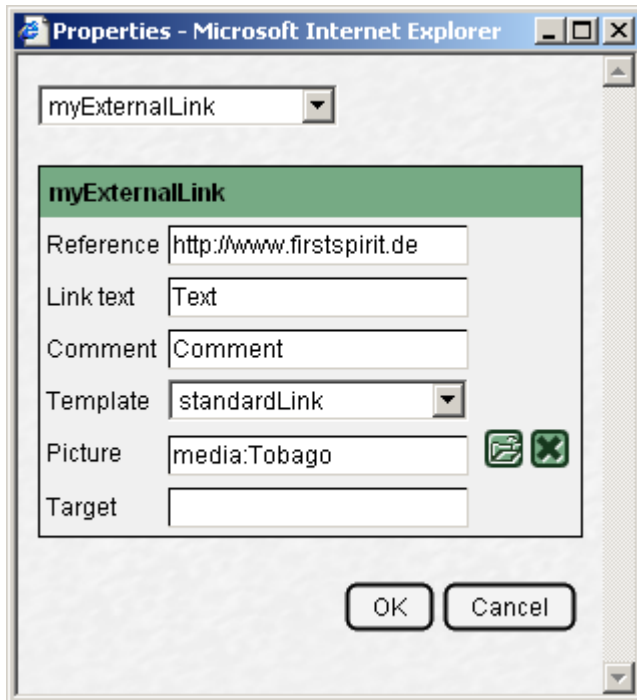 Properties - Microsoft Internet Explorer
myExternalLink
myExternalLink
Reference http://www.firstspirit.de
Link text Text
Comment Comment
Template standardLink
Picture media:Tobago
Target
OK Cancel